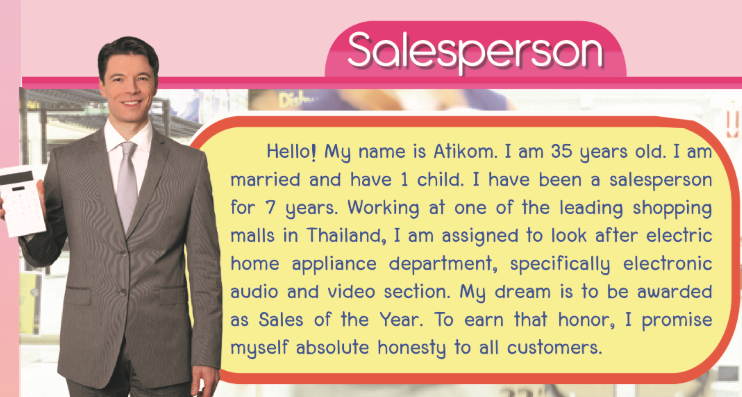 Salesperson
Hello! My name is Atikom. I am 35 years old. I am
married and have 1 child. I have been a salesperson
for 7 years. Working at one of the leading shopping
malls in Thailand, I am assigned to look after electric
home appliance department, specifically electronic
audio and video section. My dream is to be awarded
as Sales of the Year. To earn that honor, I promise
myself absolute honesty to all customers.